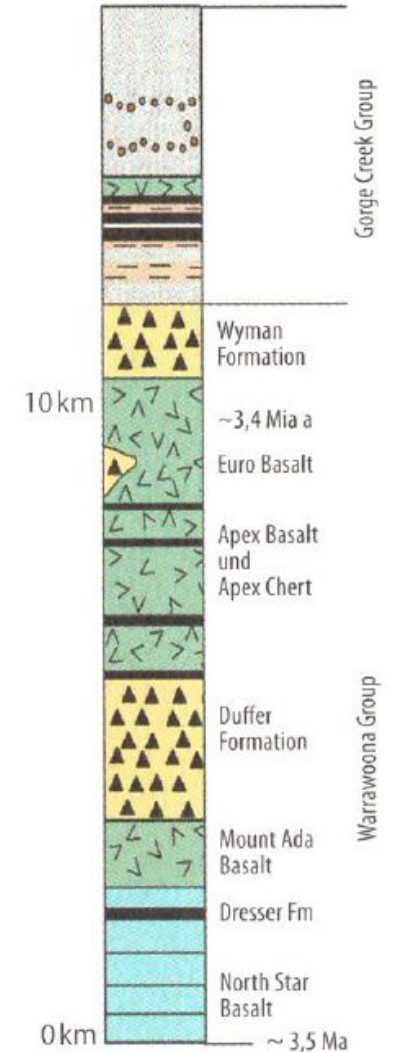 Gorge Creek Group
Wyman
Formation
10 km
~3,4 Mia a
Euro Basalt
Apex Basalt
und
Apex Chert
Duffer
Formation
Warrawoona Group
Mount Ada
Basalt
Dresser Fm
North Star
Basalt
0 km
~ 3,5 Ma